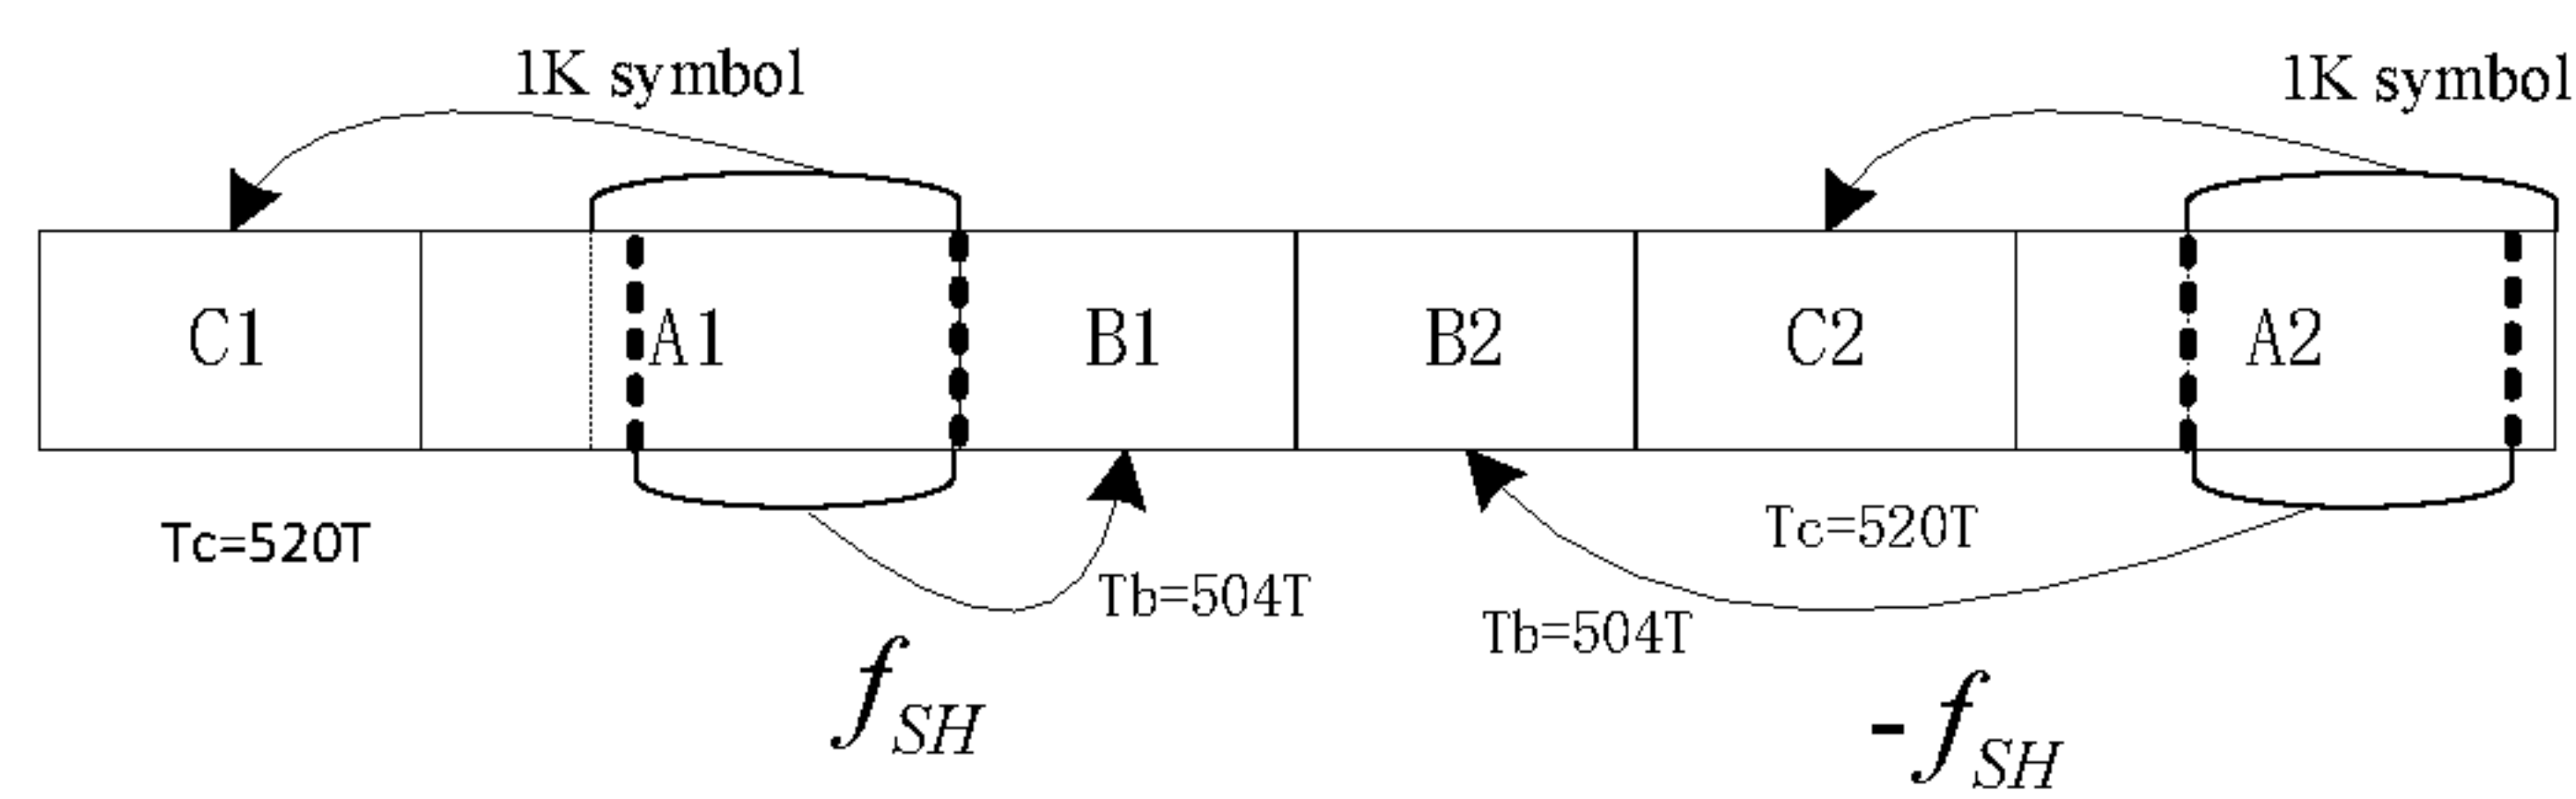 1K symbol
1K symbol
C1
A1
B1
B2
C2
A2
Tc=520T
Tb=504T
Tb=504T
Tc=520T
fSH
-fSH